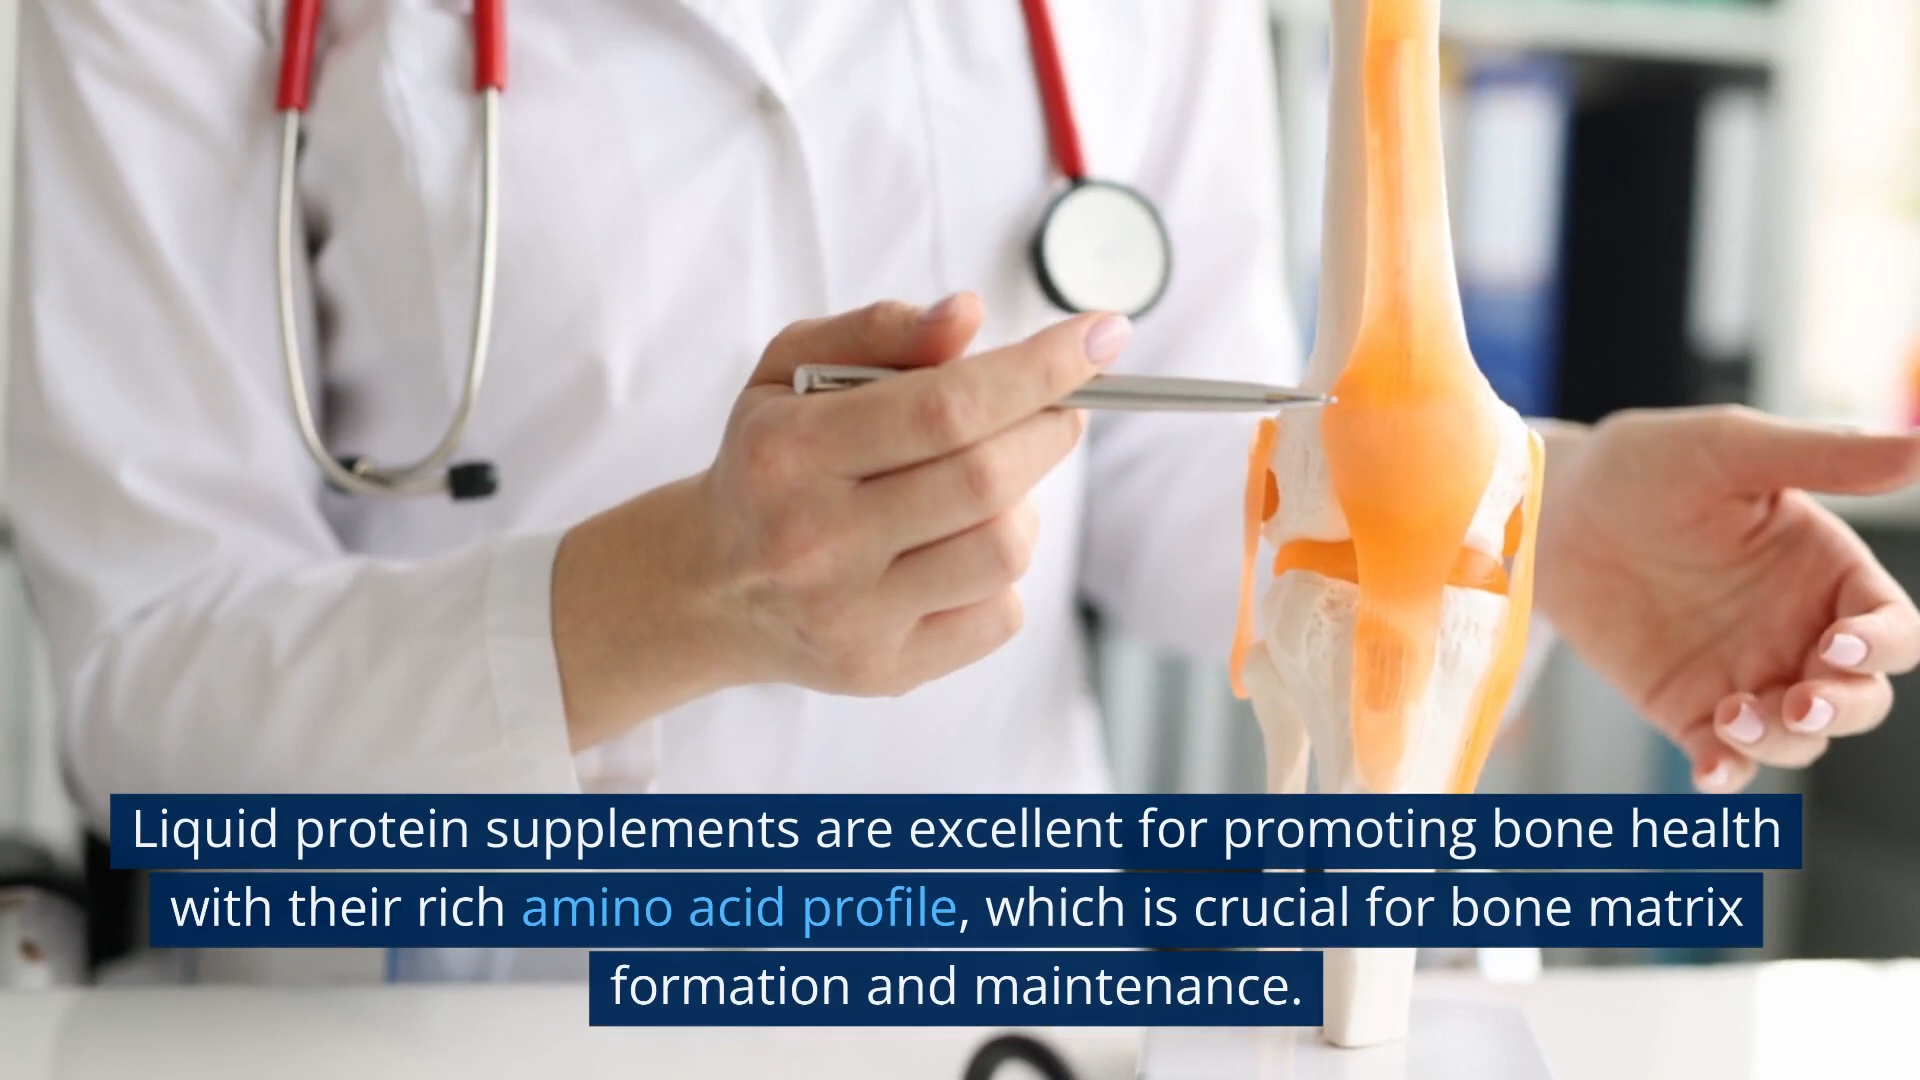 Liquid protein supplements are excellent for promoting bone health
with their rich amino acid profile, which is crucial for bone matrix
formation and maintenance.